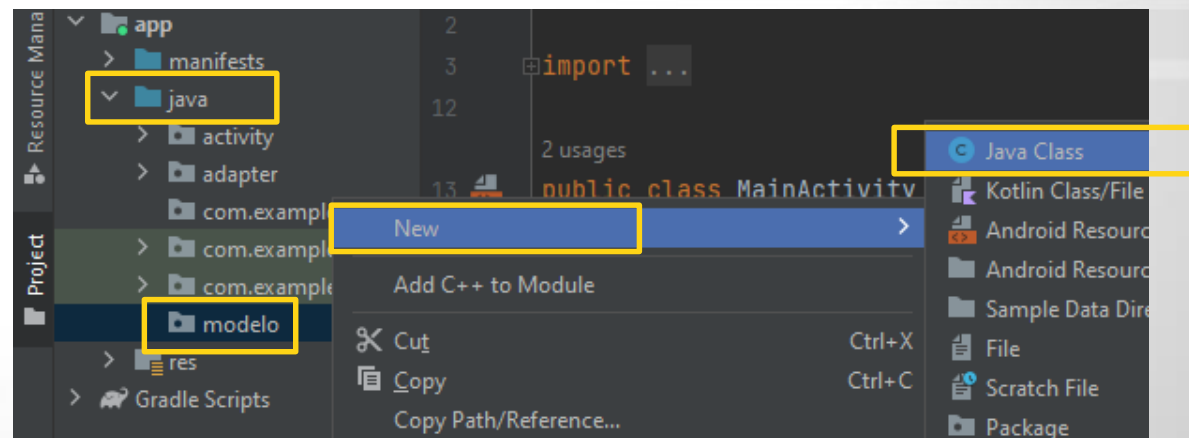 Resource Mana
Project
app
manifests
java
activity
adapter
com.example
com.example
com.example
modelo
res
Gradle Scripts
2
3 import ...
12
2 usages
13 public class MainActivity
New
Add C++ to Module
Cut Ctrl+X
Copy Ctrl+C
Copy Path/Reference...
Java Class
Kotlin Class/File
Android Resourc
Android Resourc
Sample Data Dire
File
Scratch File
Package